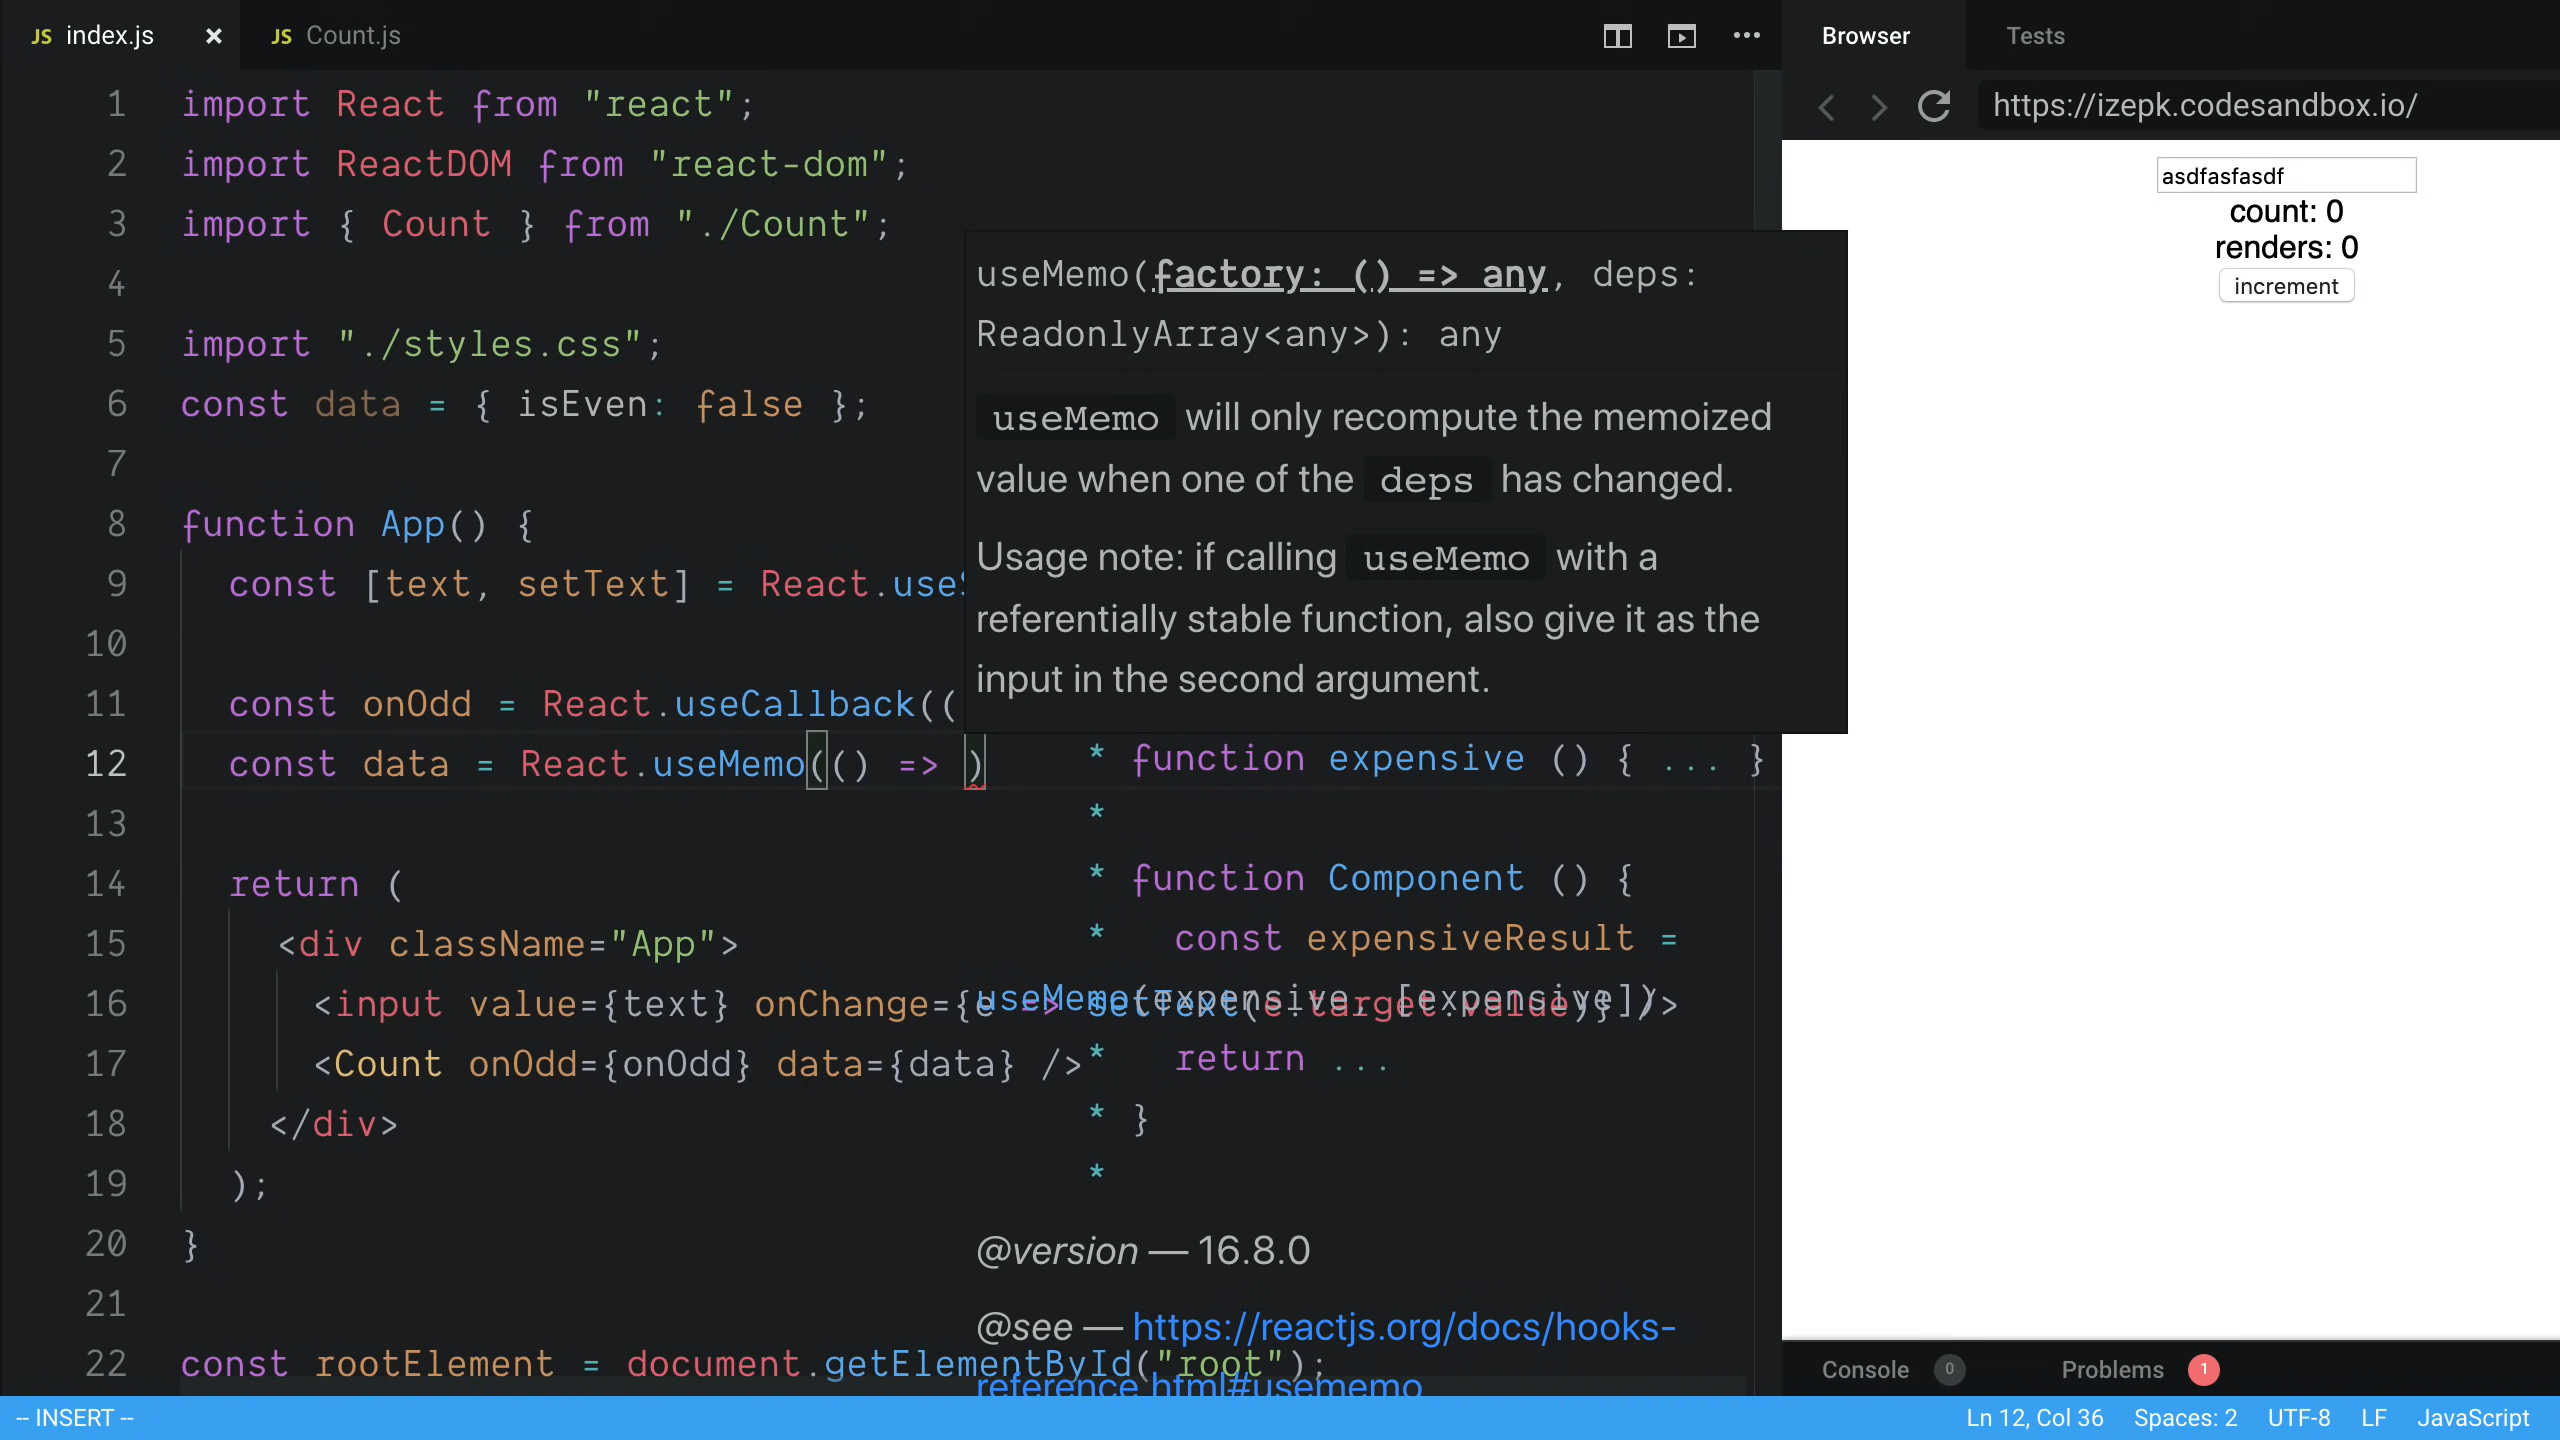 JS index.js × JS Count.js
Browser Tests
https://izepk.codesandbox.io/
1 import React from "react";
2 import ReactDOM from "react-dom";
3 import { Count } from "./Count";
4
5 import "./styles.css";
6 const data = { isEven: false };
7
8 function App() {
9 const [text, setText] = React.use
10
11 const onOdd = React.useCallback((
12 const data = React.useMemo(() => )
13
14 return (
15 <div className="App">
16 <input value={text} onChange={e => setText(e.target.value)} />
17 <Count onOdd={onOdd} data={data} />
18 </div>
19 );
20 }
21
22 const rootElement = document.getElementById("root");
useMemo(factory: () => any, deps:
ReadonlyArray<any>): any
useMemo will only recompute the memoized
value when one of the deps has changed.
Usage note: if calling useMemo with a
referentially stable function, also give it as the
input in the second argument.
* function expensive () { ... }
*
* function Component () {
* const expensiveResult =
useMemo(expensive, [expensive])
* return ...
* }
*
@version — 16.8.0
@see — https://reactjs.org/docs/hooks-
reference.html#usememo
asdfasfasdf
count: 0
renders: 0
increment
Console 0 Problems 1
-- INSERT --
Ln 12, Col 36 Spaces: 2 UTF-8 LF JavaScript